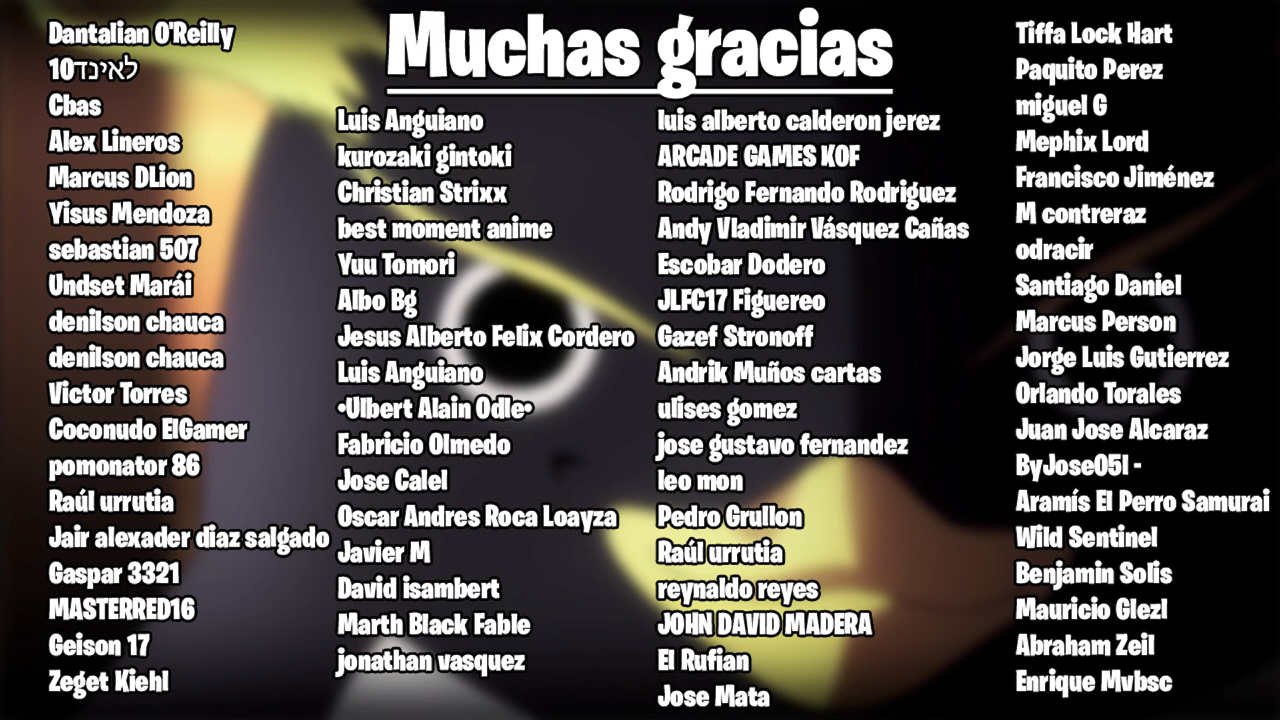 Muchas gracias
Dantalian O'Reilly
לאינד10
Cbas
Alex Lineros
Marcus DLion
Yisus Mendoza
sebastian 507
Undset Marái
denilson chauca
denilson chauca
Victor Torres
Coconudo ElGamer
pomonator 86
Raúl urrutia
Jair alexader diaz salgado
Gaspar 3321
MASTERRED16
Geison 17
Zeget Kiehl
Luis Anguiano
kurozaki gintoki
Christian Strixx
best moment anime
Yuu Tomori
Albo Bg
Jesus Alberto Felix Cordero
Luis Anguiano
•Ulbert Alain Odle•
Fabricio Olmedo
Jose Calel
Oscar Andres Roca Loayza
Javier M
David isambert
Marth Black Fable
jonathan vasquez
luis alberto calderon jerez
ARCADE GAMES KOF
Rodrigo Fernando Rodriguez
Andy Vladimir Vásquez Cañas
Escobar Dodero
JLFC17 Figuereo
Gazef Stronoff
Andrik Muños cartas
ulises gomez
jose gustavo fernandez
leo mon
Pedro Grullon
Raúl urrutia
reynaldo reyes
JOHN DAVID MADERA
El Rufian
Jose Mata
Tiffa Lock Hart
Paquito Perez
miguel G
Mephix Lord
Francisco Jiménez
M contreraz
odracir
Santiago Daniel
Marcus Person
Jorge Luis Gutierrez
Orlando Torales
Juan Jose Alcaraz
ByJose05l -
Aramís El Perro Samurai
Wild Sentinel
Benjamin Solis
Mauricio Glezl
Abraham Zeil
Enrique Mvbsc